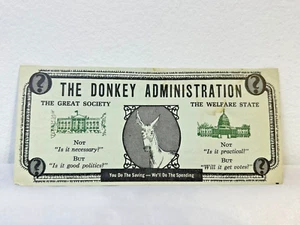 THE DONKEY ADMINISTRATION
THE GREAT SOCIETY
THE WELFARE STATE
NOT
"Is it necessary?"
BUT
"Is it good politics?"
NOT
"Is it practical?"
BUT
"Will it get votes?"
You Do The Saving — We'll Do The Spending